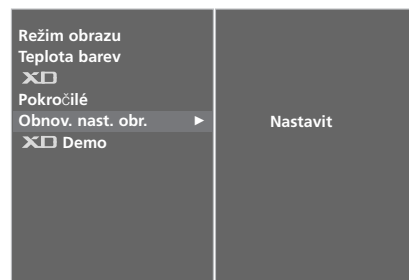 Režim obrazu
Teplota barev
XD
Pokročilé
Obnov. nast. obr. ►
Nastavit
XD Demo